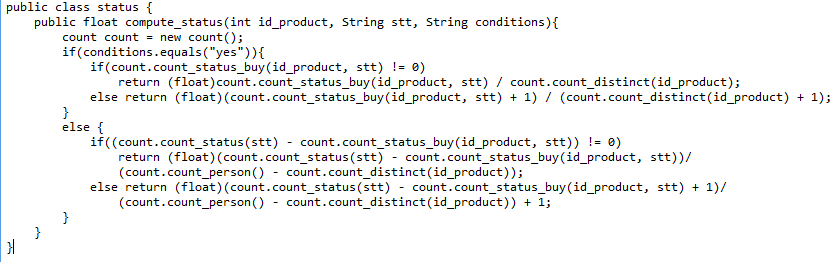 public class status {
    public float compute_status(int id_product, String stt, String conditions){
        count count = new count();
        if(conditions.equals("yes")){
            if(count.count_status_buy(id_product, stt) != 0)
                return (float)count.count_status_buy(id_product, stt) / count.count_distinct(id_product);
            else return (float)(count.count_status_buy(id_product, stt) + 1) / (count.count_distinct(id_product) + 1);
        }
        else {
            if((count.count_status(stt) - count.count_status_buy(id_product, stt)) != 0)
                return (float)(count.count_status(stt) - count.count_status_buy(id_product, stt))/
                (count.count_person() - count.count_distinct(id_product));
            else return (float)(count.count_status(stt) - count.count_status_buy(id_product, stt) + 1)/
                (count.count_person() - count.count_distinct(id_product)) + 1;
        }
    }
}